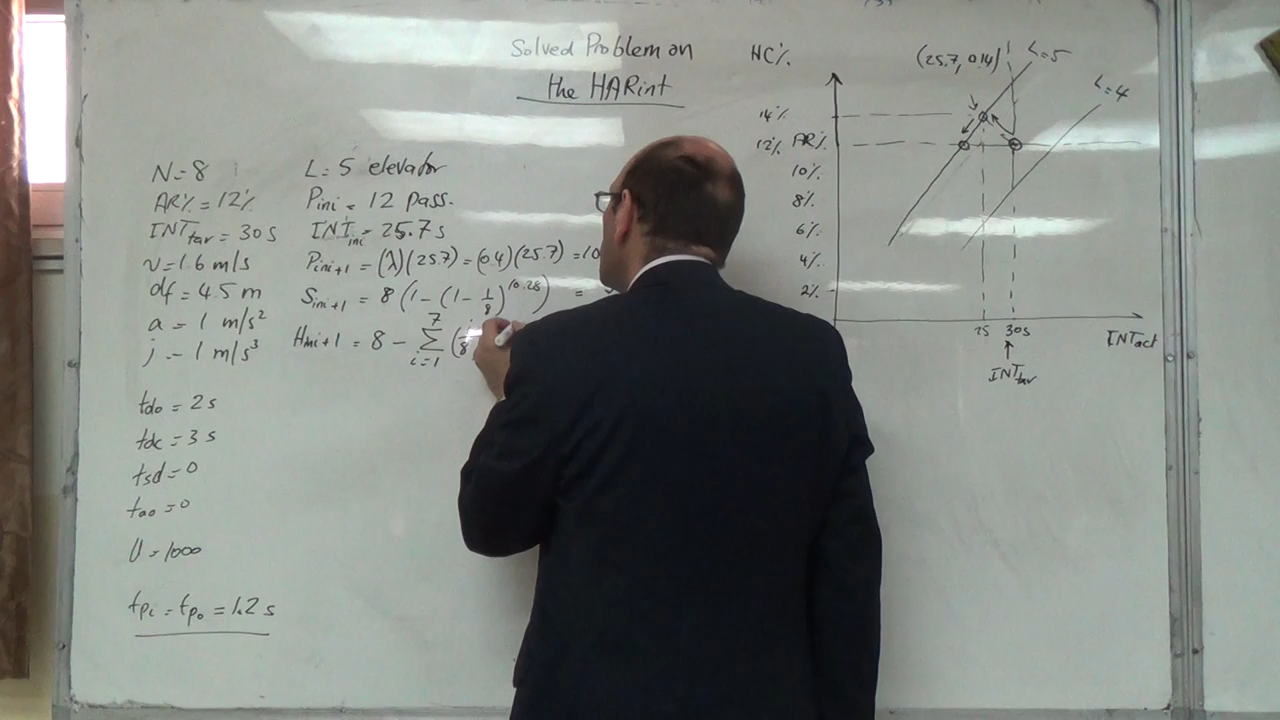 Solved Problem on
the HARint
N=8
AR% = 12%
INTtar = 30 s
v=1.6 m/s
df = 4.5 m
a = 1 m/s²
j = 1 m/s³
tdo = 2 s
tdc = 3 s
tsd = 0
tao = 0
U = 1000
tpi = tpo = 1.2 s
L = 5 elevator
Pini = 12 pass.
INTini = 25.7 s
Pini+1 = (λ)(25.7) = (0.4)(25.7) = 10
Sini+1 = 8 (1 - (1 - 1/8)^10.28) =
Hini+1 = 8 - Σ i=1 7 (i/8
HC%
(25.7, 0.14)
L=5
L=4
14%
12% AR%
10%
8%
6%
4%
2%
25 30s
INTact
INTtar